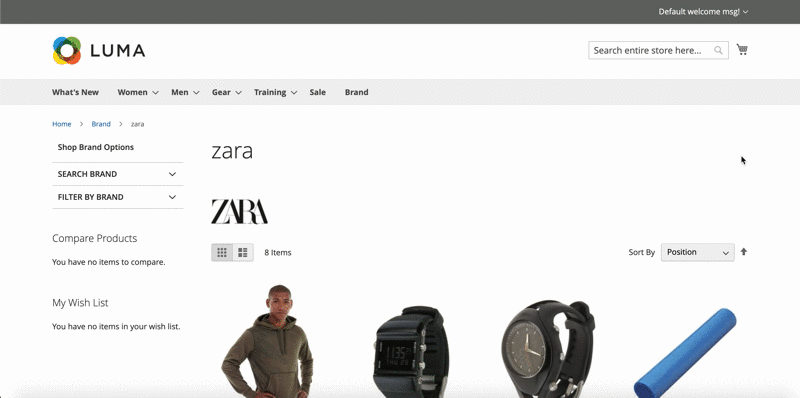 Default welcome msg!
LUMA
Search entire store here...
What's New Women Men Gear Training Sale Brand
Home Brand zara
Shop Brand Options
SEARCH BRAND
FILTER BY BRAND
zara
ZARA
8 Items
Sort By Position
Compare Products
You have no items to compare.
My Wish List
You have no items in your wish list.